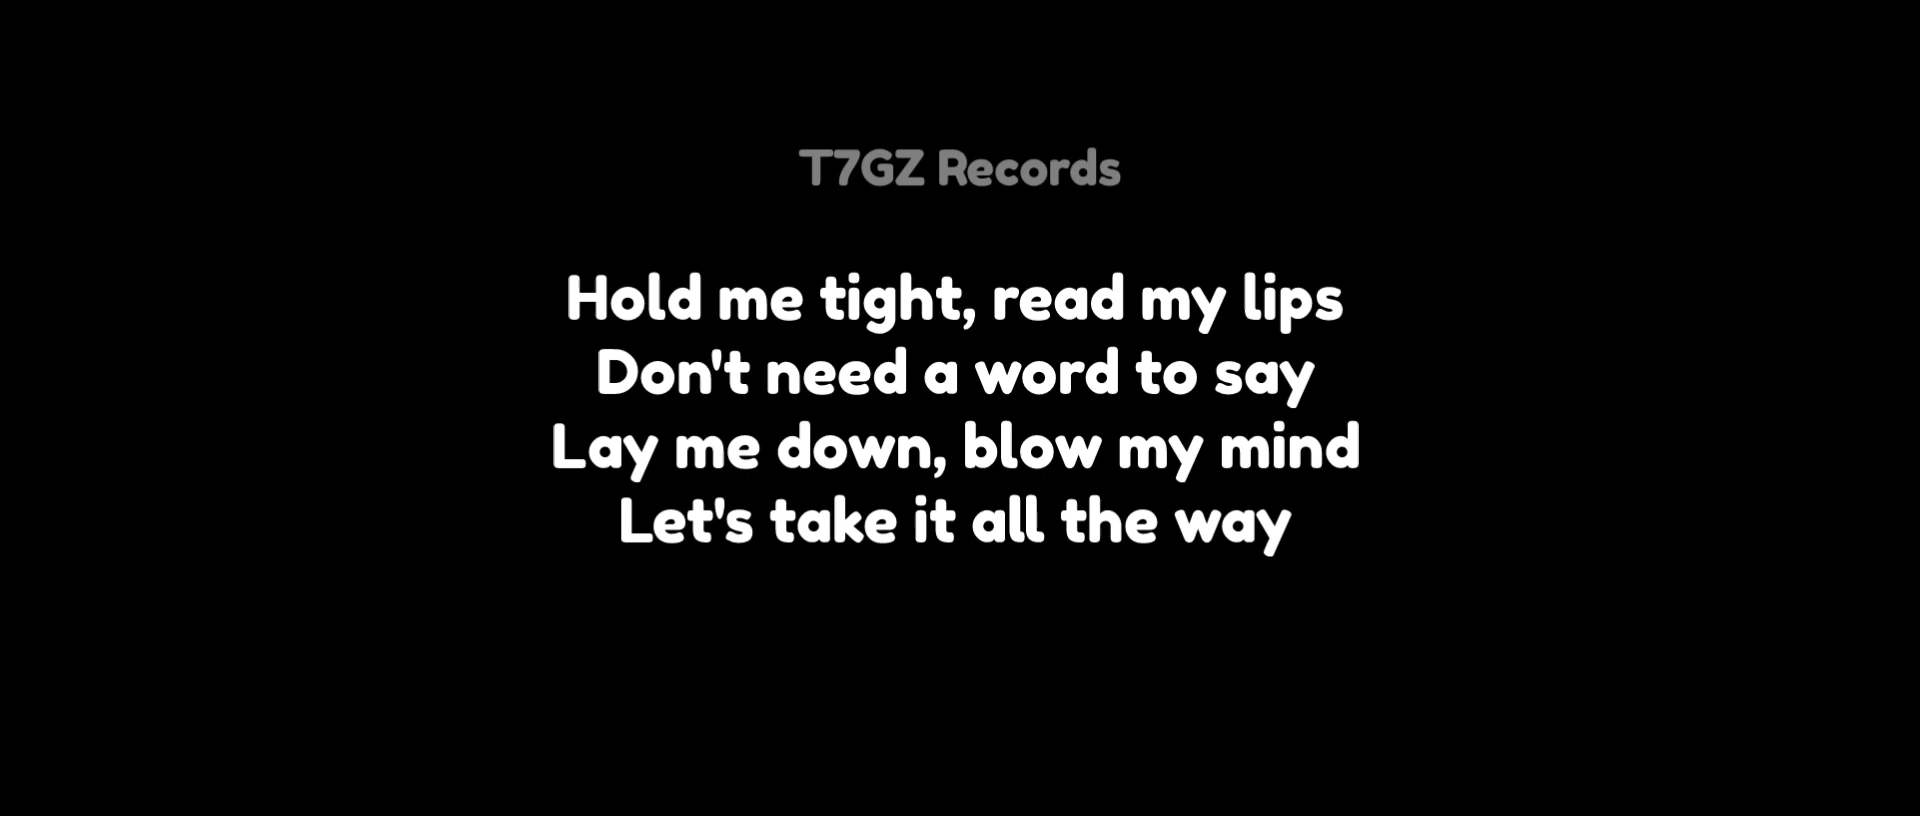 T7GZ Records
Hold me tight, read my lips
Don't need a word to say
Lay me down, blow my mind
Let's take it all the way